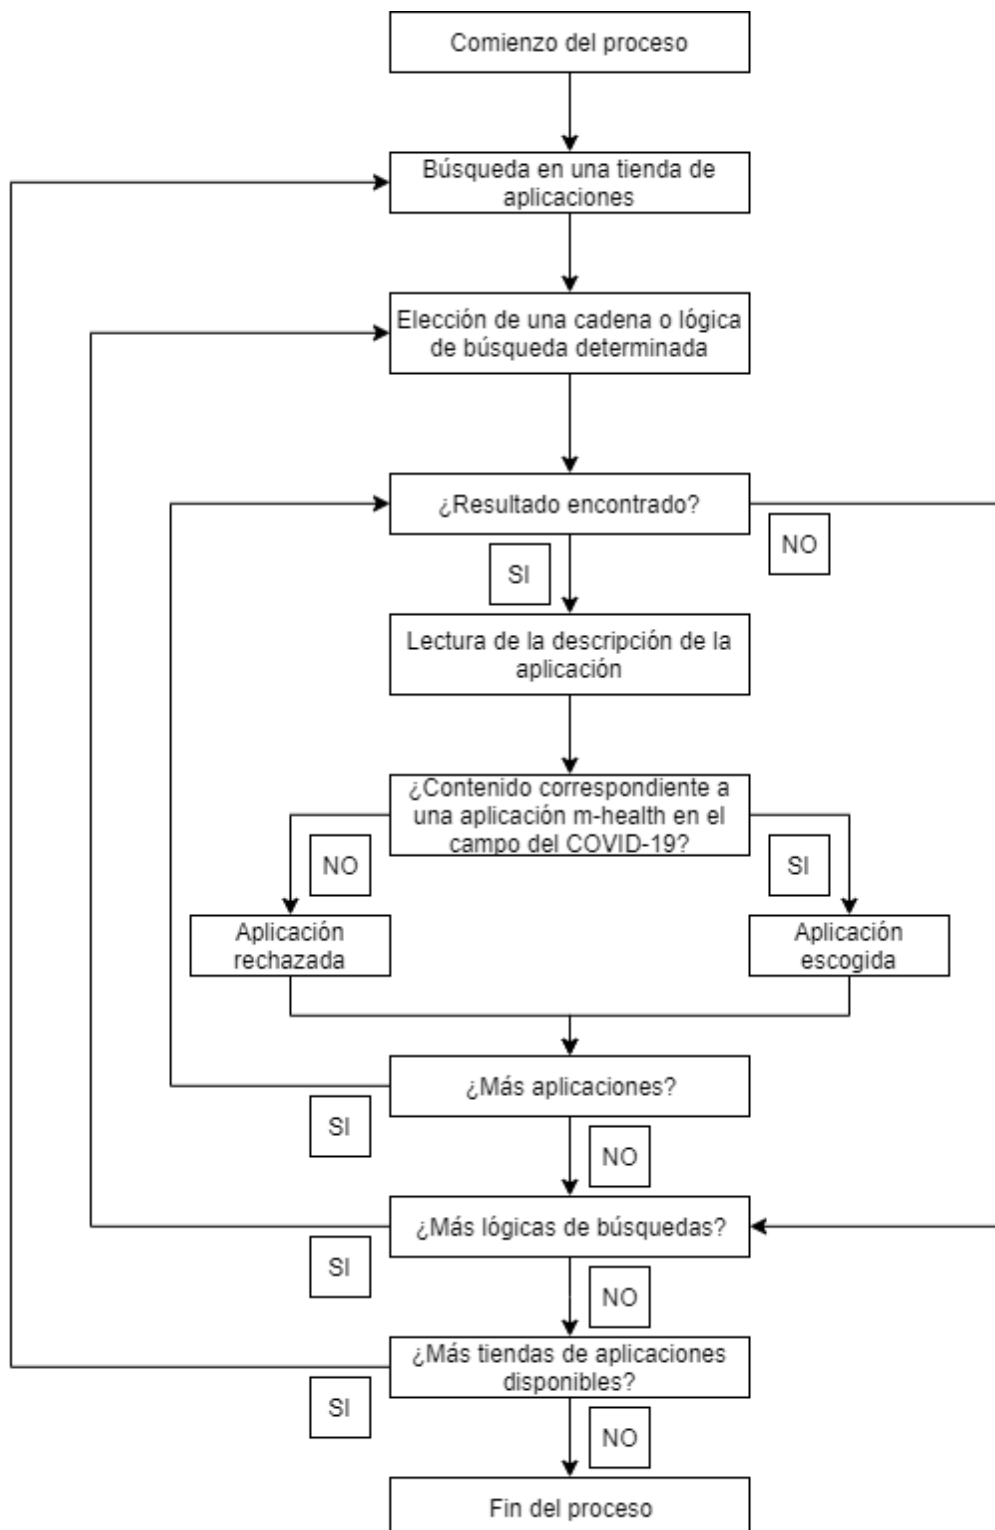 Comienzo del proceso
Búsqueda en una tienda de
aplicaciones
Elección de una cadena o lógica
de búsqueda determinada
¿Resultado encontrado?
NO
SI
Lectura de la descripción de la
aplicación
¿Contenido correspondiente a
una aplicación m-health en el
campo del COVID-19?
NO
SI
Aplicación
rechazada
Aplicación
escogida
¿Más aplicaciones?
SI
NO
¿Más lógicas de búsquedas?
SI
NO
¿Más tiendas de aplicaciones
disponibles?
SI
NO
Fin del proceso